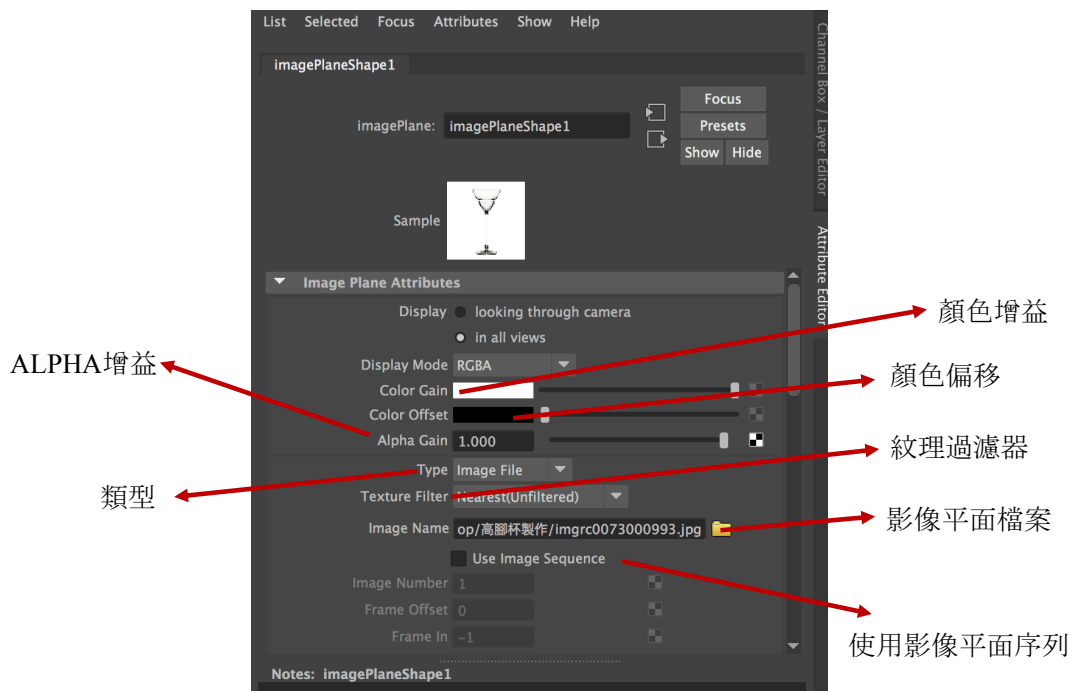 List Selected Focus Attributes Show Help
imagePlaneShape1
imagePlane: imagePlaneShape1
Focus
Presets
Show Hide
Sample
Channel Box / Layer Editor
Attribute Editor
Image Plane Attributes
Display looking through camera
in all views
Display Mode RGBA
Color Gain
Color Offset
Alpha Gain 1.000
Type Image File
Texture Filter Nearest(Unfiltered)
Image Name op/高腳杯製作/imgrc0073000993.jpg
Use Image Sequence
Image Number 1
Frame Offset 0
Frame In -1
Notes: imagePlaneShape1
ALPHA增益
類型
顏色增益
顏色偏移
紋理過濾器
影像平面檔案
使用影像平面序列